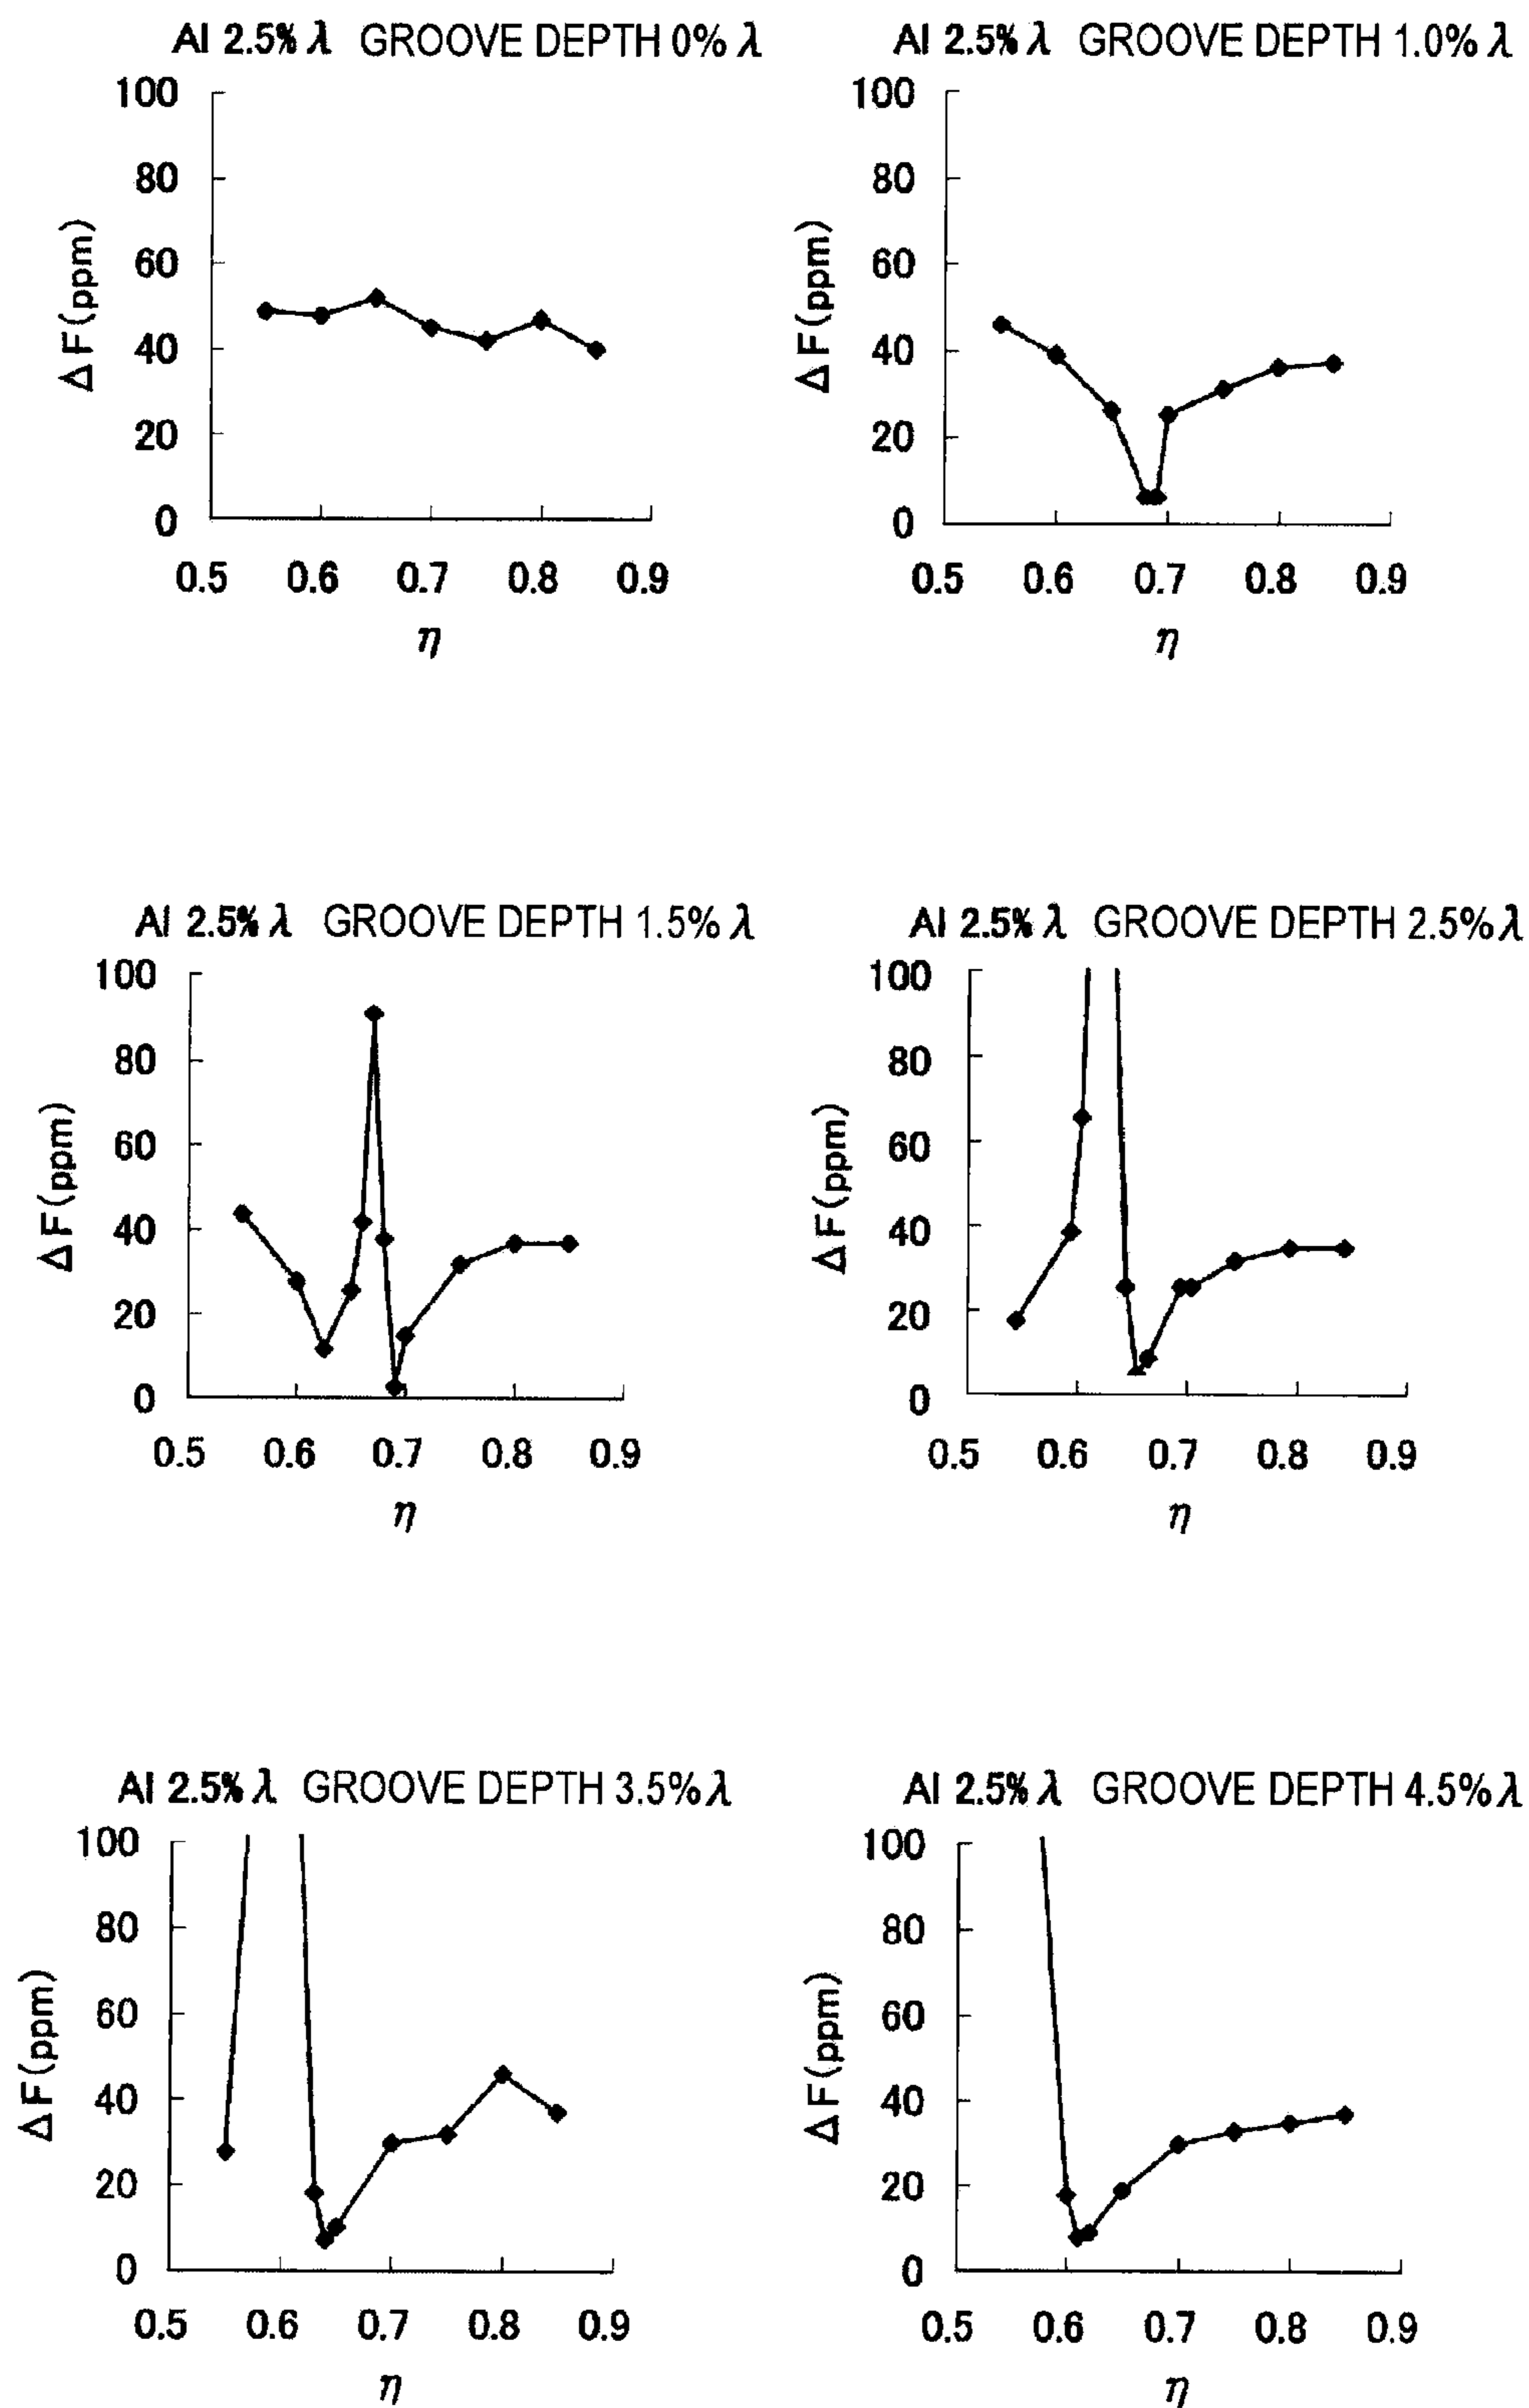 Al 2.5% λ GROOVE DEPTH 0% λ
100
80
60
40
20
0
ΔF(ppm)
0.5 0.6 0.7 0.8 0.9
η
Al 2.5% λ GROOVE DEPTH 1.0% λ
100
80
60
40
20
0
ΔF(ppm)
0.5 0.6 0.7 0.8 0.9
η
Al 2.5% λ GROOVE DEPTH 1.5% λ
100
80
60
40
20
0
ΔF(ppm)
0.5 0.6 0.7 0.8 0.9
η
Al 2.5% λ GROOVE DEPTH 2.5% λ
100
80
60
40
20
0
ΔF(ppm)
0.5 0.6 0.7 0.8 0.9
η
Al 2.5% λ GROOVE DEPTH 3.5% λ
100
80
60
40
20
0
ΔF(ppm)
0.5 0.6 0.7 0.8 0.9
η
Al 2.5% λ GROOVE DEPTH 4.5% λ
100
80
60
40
20
0
ΔF(ppm)
0.5 0.6 0.7 0.8 0.9
η